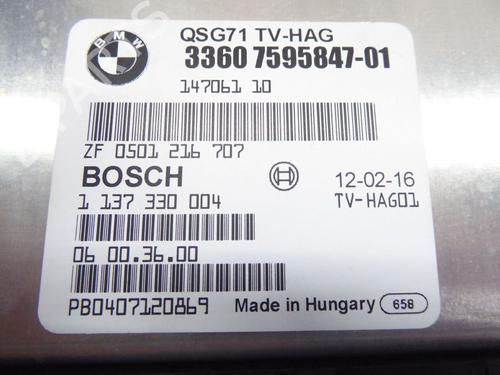 BMW
QSG71 TV-HAG
3360 7595847-01
147061 10
ZF 0501 216 707
BOSCH
12-02-16
1 137 330 004
TV-HAG01
06 00.36.00
PB0407120869
Made in Hungary 658